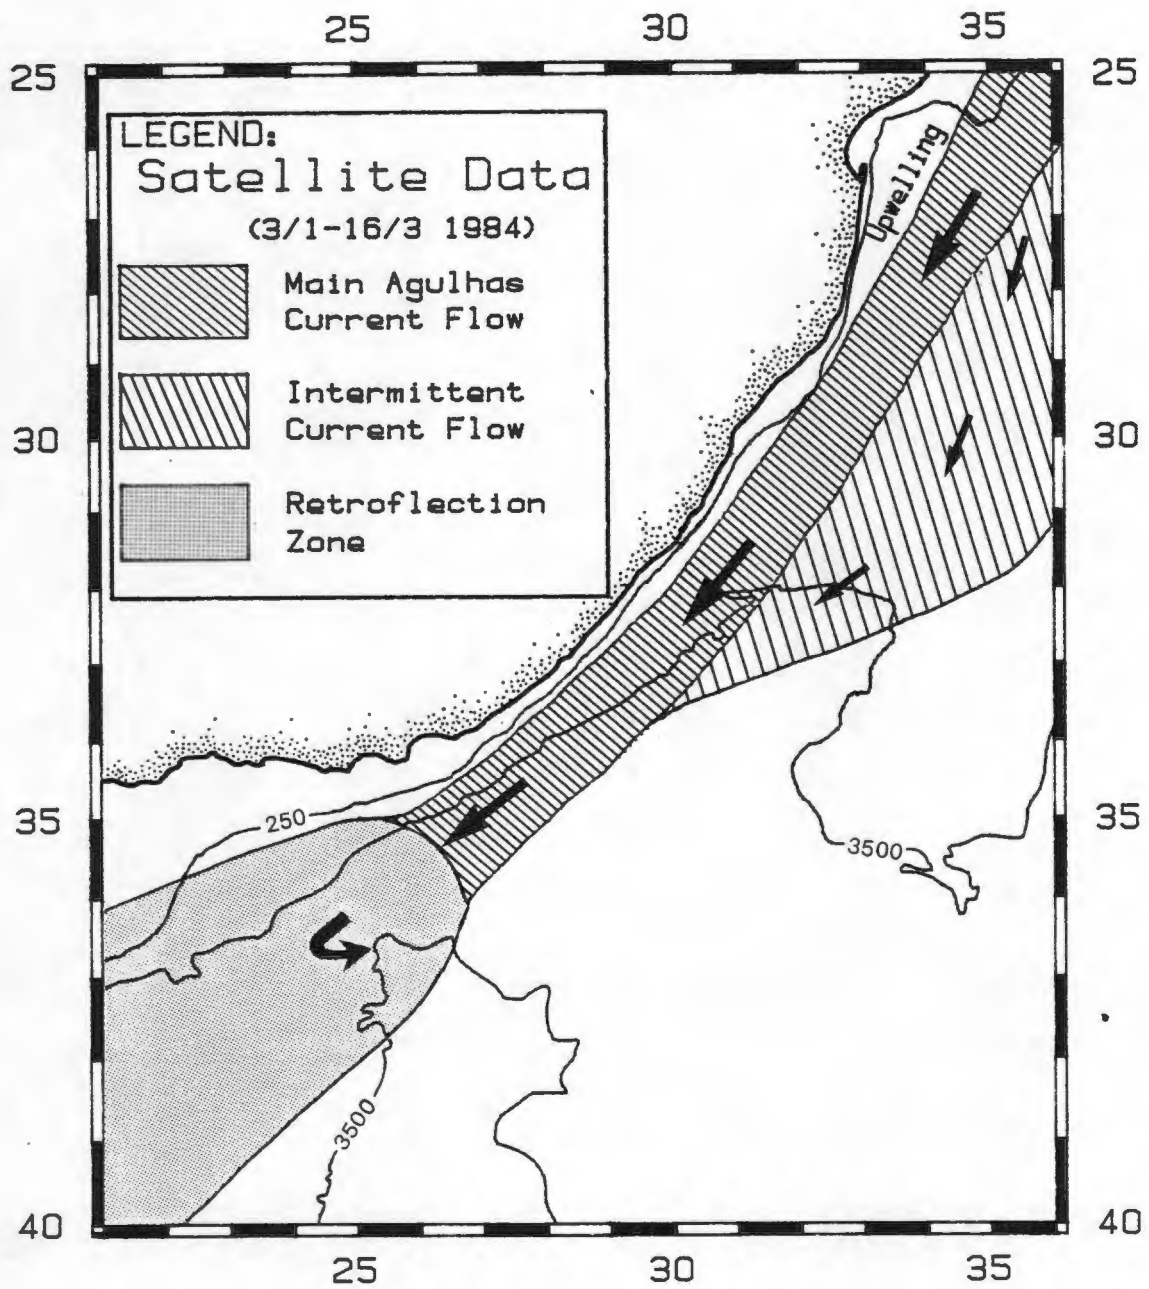 25 30 35
25 25
LEGEND:
Satellite Data
(3/1-16/3 1984)
Main Agulhas
Current Flow
Intermittent
Current Flow
Retroflection
Zone
Upwelling
30 30
35 35
250
3500
3500
40 40
25 30 35